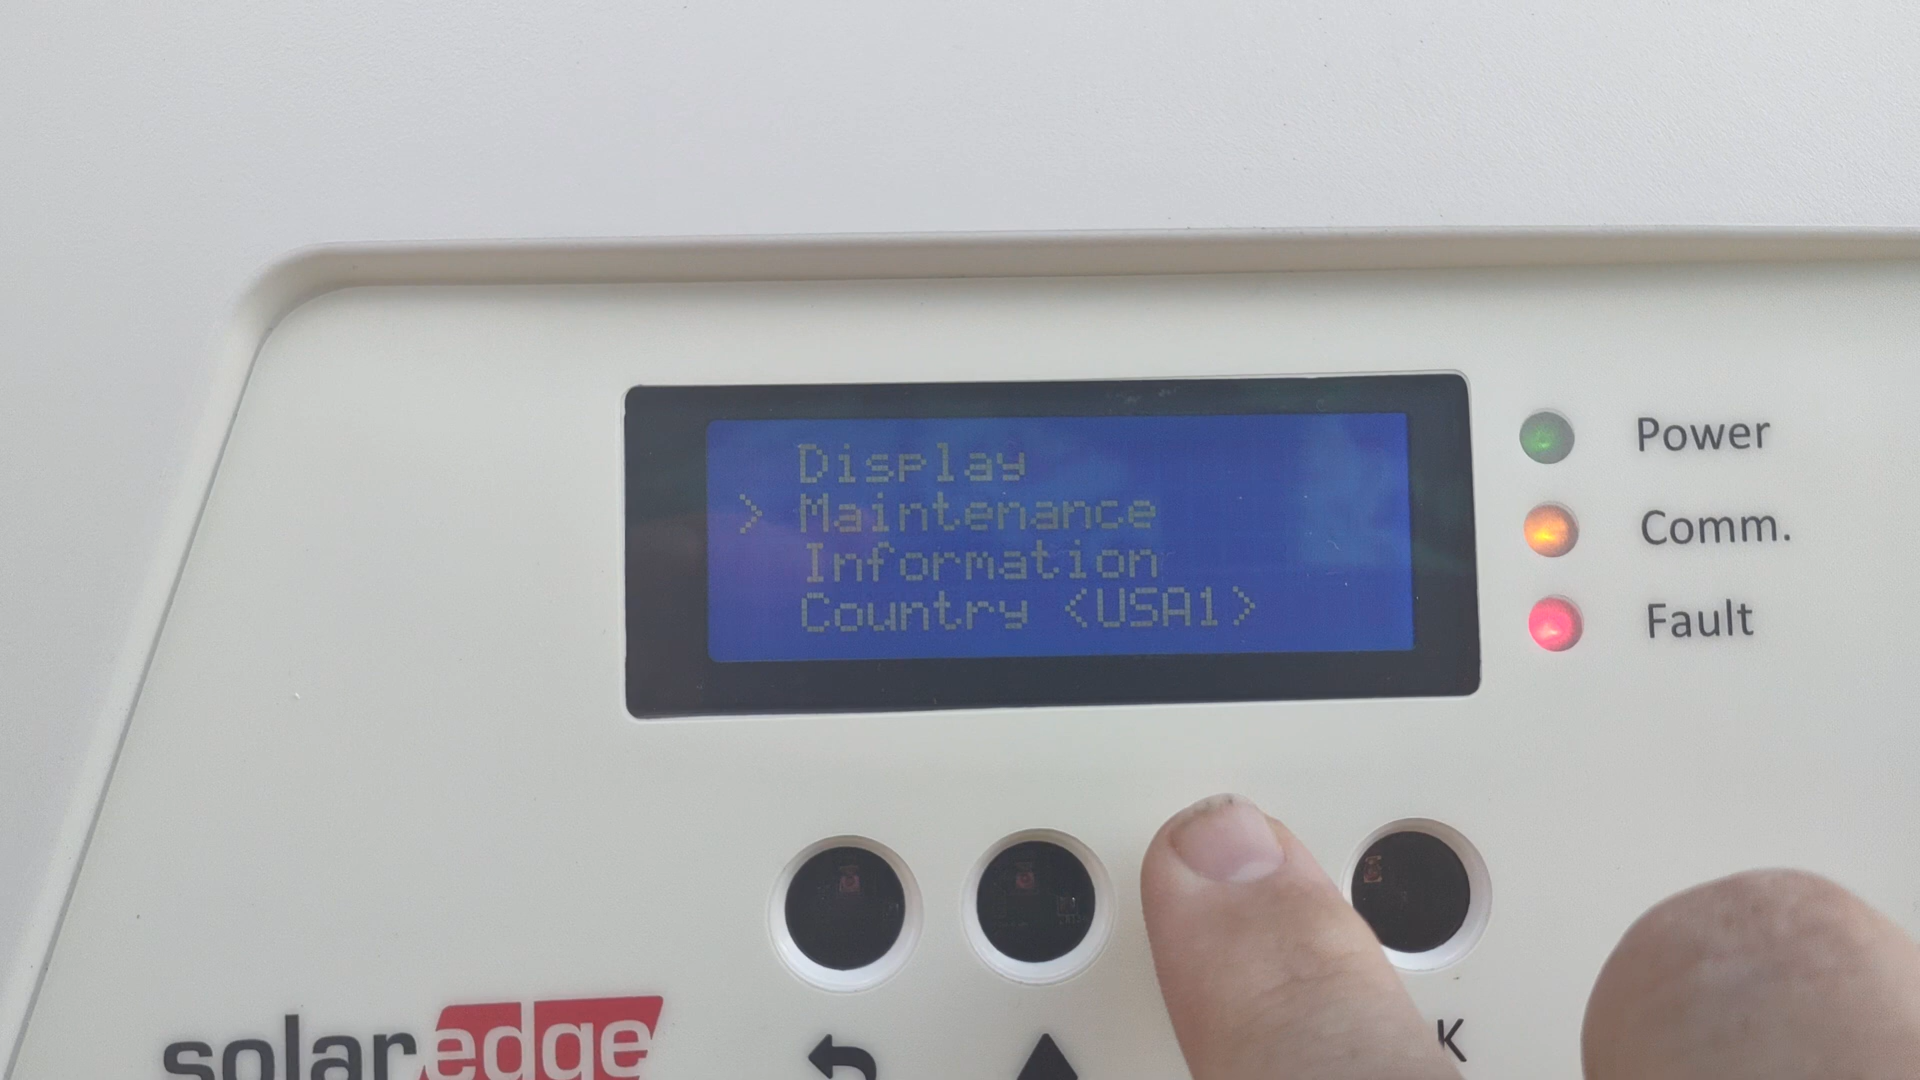 Display
> Maintenance
Information
Country <USA1>
Power
Comm.
Fault
K
solaredge